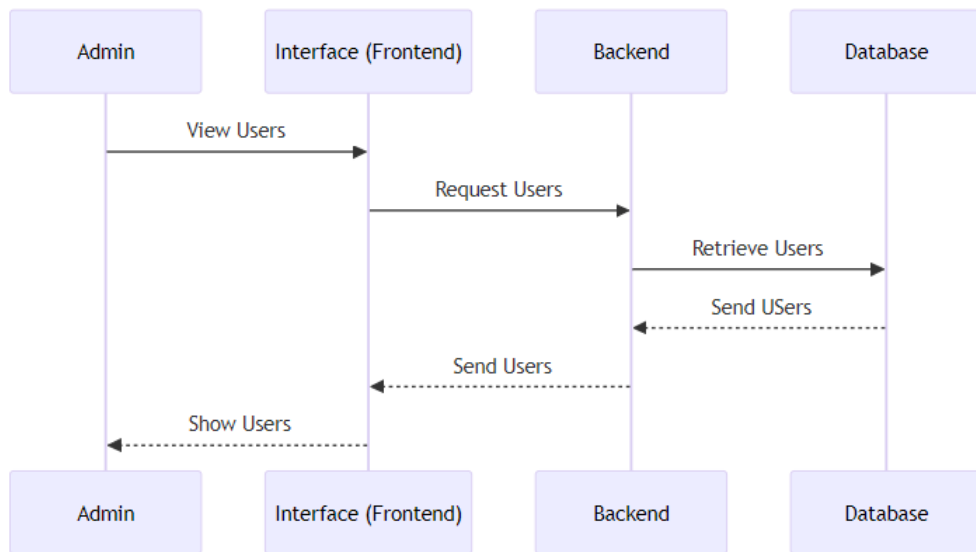 Admin
Interface (Frontend)
Backend
Database
View Users
Request Users
Retrieve Users
Send USers
Send Users
Show Users
Admin
Interface (Frontend)
Backend
Database